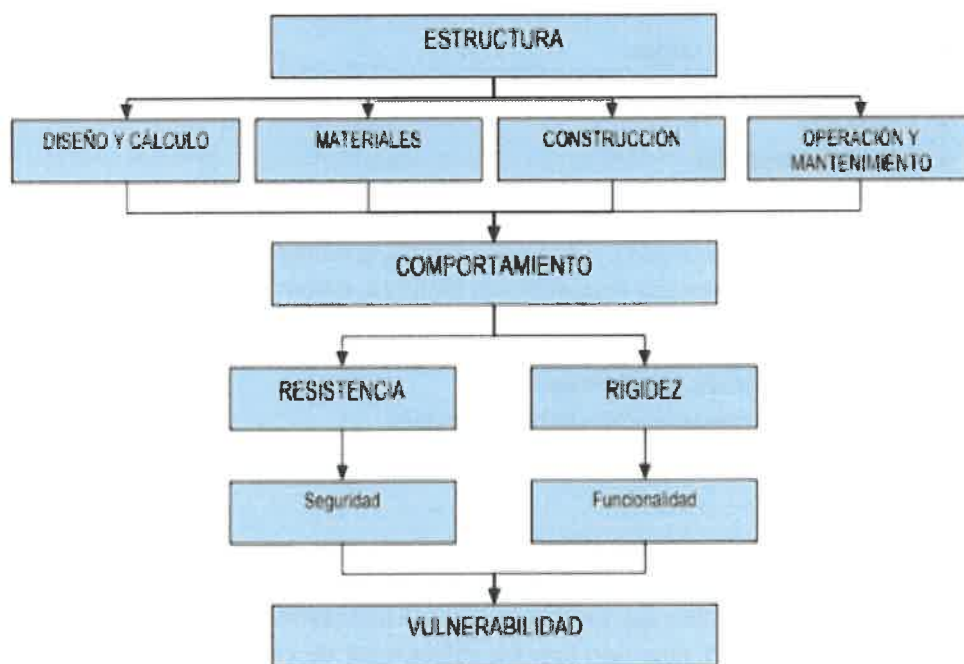 ESTRUCTURA
DISEÑO Y CÁLCULO
MATERIALES
CONSTRUCCIÓN
OPERACIÓN Y
MANTENIMIENTO
COMPORTAMIENTO
RESISTENCIA
RIGIDEZ
Seguridad
Funcionalidad
VULNERABILIDAD